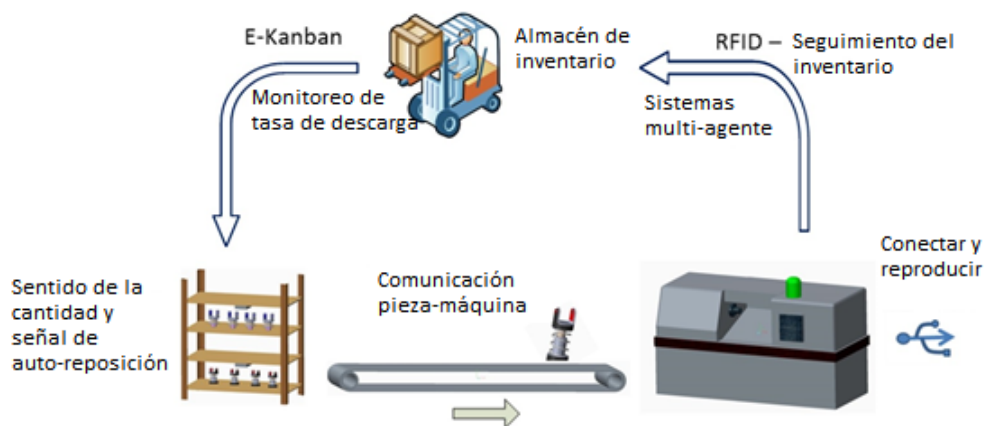 E-Kanban
Monitoreo de
tasa de descarga
Almacén de
inventario
RFID – Seguimiento del
inventario
Sistemas
multi-agente
Sentido de la
cantidad y
señal de
auto-reposición
Comunicación
pieza-máquina
Conectar y
reproducir